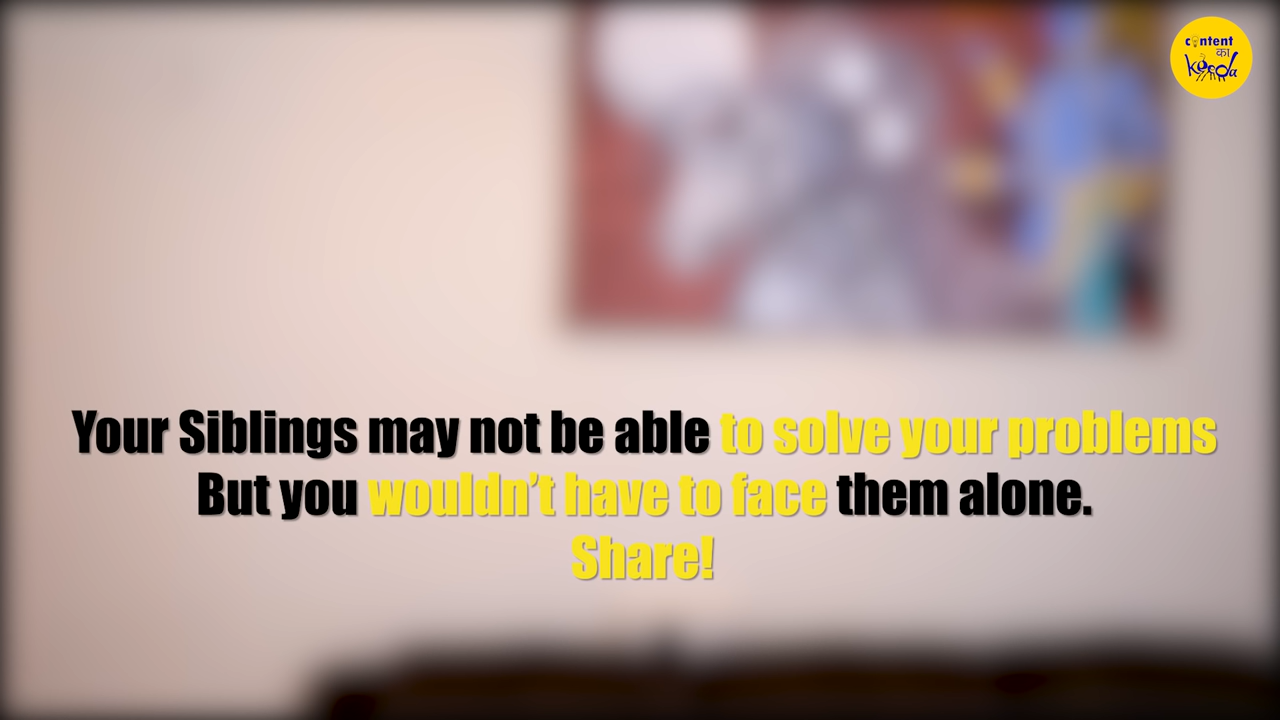 content
का
keeda
Your Siblings may not be able to solve your problems
But you wouldn't have to face them alone.
Share!